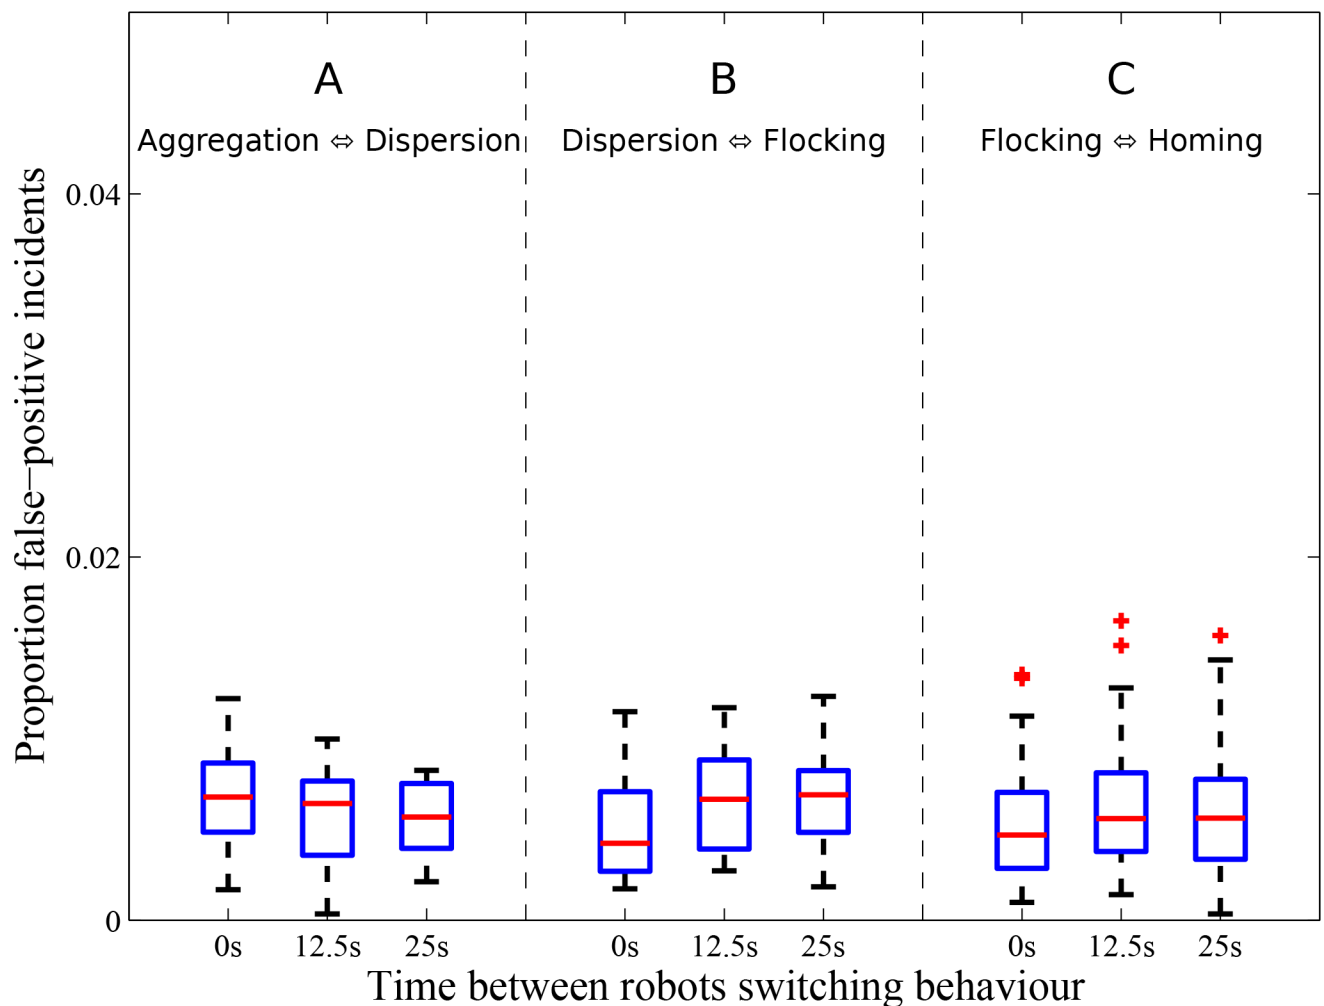 A
B
C
Aggregation ⇔ Dispersion
Dispersion ⇔ Flocking
Flocking ⇔ Homing
Proportion false−positive incidents
0.04
0.02
0
0s
12.5s
25s
0s
12.5s
25s
0s
12.5s
25s
Time between robots switching behaviour